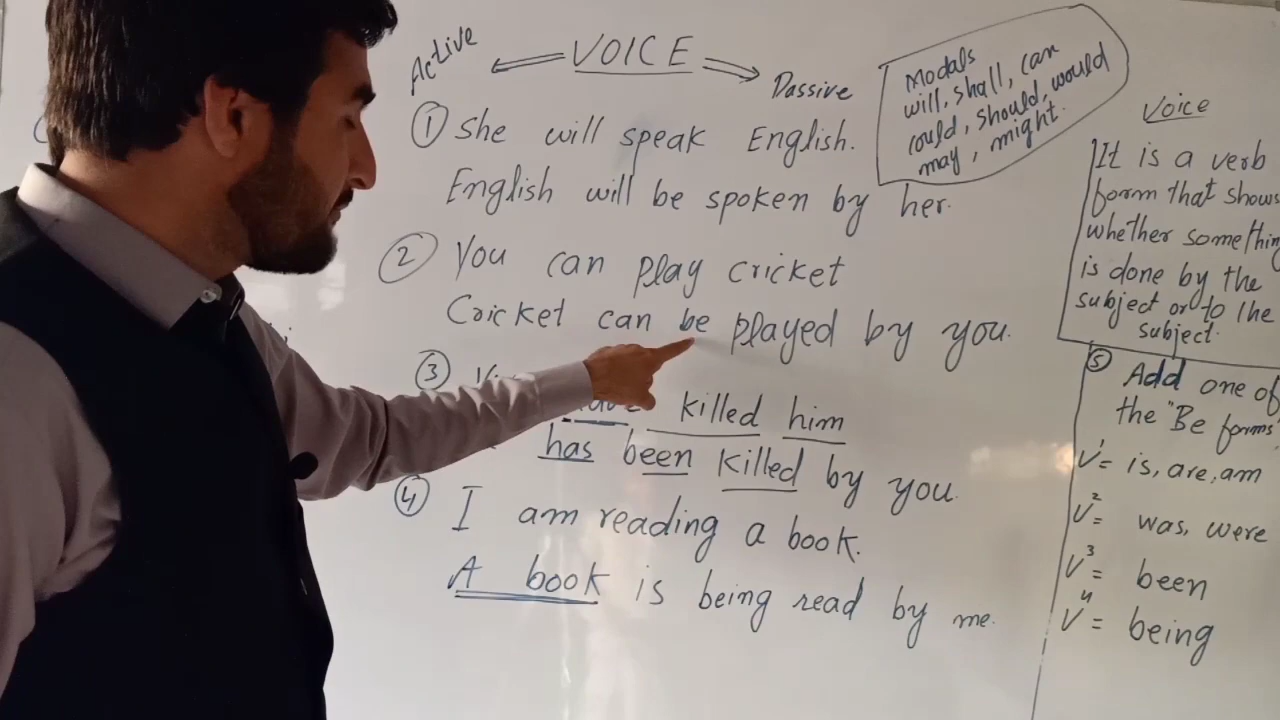 Active VOICE Passive
① She will speak English.
English will be spoken by her.
② You can play cricket
Cricket can be played by you.
③
killed him
has been killed by you.
④ I am reading a book.
A book is being read by me.
Modals
will, shall, can
could, should, would
may, might.
Voice
It is a verb
form that shows
whether somethin
is done by the
subject or to the
subject.
⑤ Add one of
the "Be forms"
V¹= is, are, am
V²= was, were
V³= been
V⁴= being